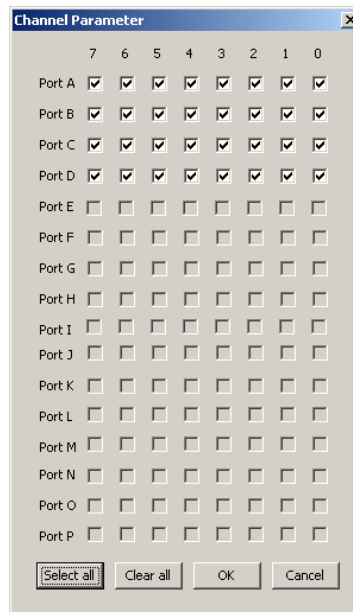 Channel Parameter
7 6 5 4 3 2 1 0
Port A
Port B
Port C
Port D
Port E
Port F
Port G
Port H
Port I
Port J
Port K
Port L
Port M
Port N
Port O
Port P
Select all Clear all OK Cancel